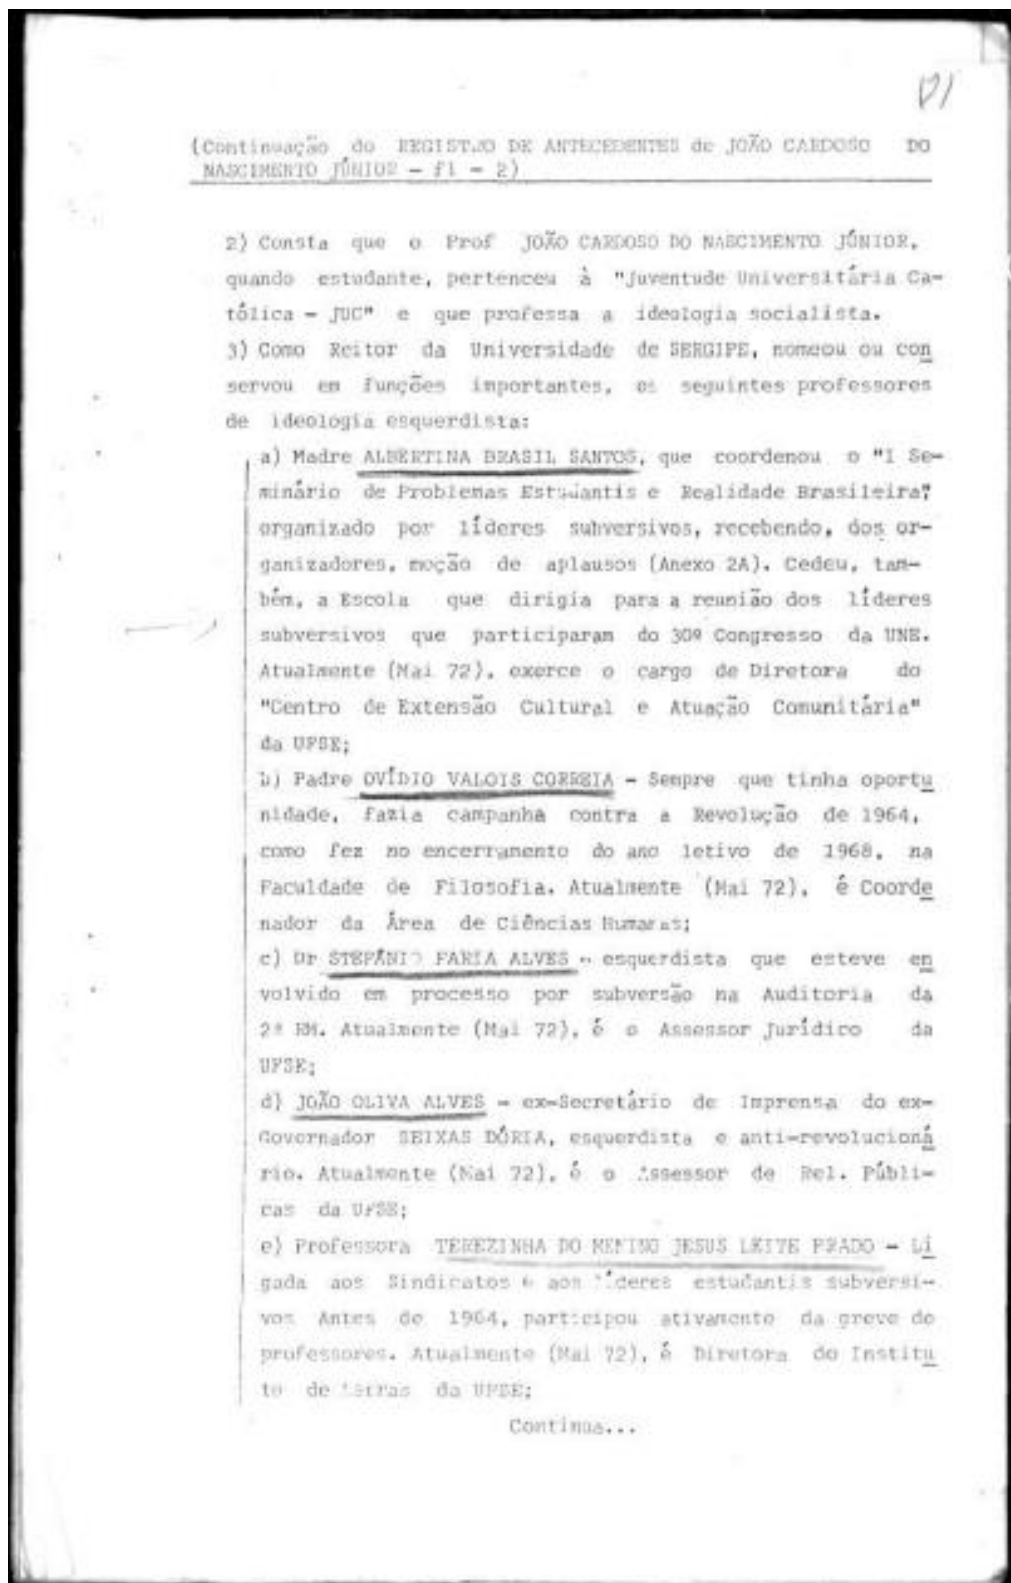 (Continuação do REGISTRO DE ANTECEDENTES de JOÃO CARDOSO DO
NASCIMENTO JÚNIOR - fl - 2)
2) Consta que o Prof JOÃO CARDOSO DO NASCIMENTO JÚNIOR,
quando estudante, pertenceu à "Juventude Universitária Ca-
tólica - JUC" e que professa a ideologia socialista.
3) Como Reitor da Universidade de SERGIPE, nomeou ou con
servou em funções importantes, os seguintes professores
de ideologia esquerdista:
a) Madre ALBERTINA BRASIL SANTOS, que coordenou o "I Se-
minário de Problemas Estudantis e Realidade Brasileira",
organizado por líderes subversivos, recebendo, dos or-
ganizadores, moção de aplausos (Anexo 2A). Cedeu, tam-
bém, a Escola que dirigia para a reunião dos líderes
subversivos que participaram do 30º Congresso da UNE.
Atualmente (Mai 72), exerce o cargo de Diretora do
"Centro de Extensão Cultural e Atuação Comunitária"
da UFSE;
b) Padre OVÍDIO VALOIS CORREIA - Sempre que tinha oportu
nidade, fazia campanha contra a Revolução de 1964,
como fez no encerramento do ano letivo de 1968, na
Faculdade de Filosofia. Atualmente (Mai 72), é Coorde
nador da Área de Ciências Humanas;
c) Dr STEFÂNIO FARIA ALVES - esquerdista que esteve en
volvido em processo por subversão na Auditoria da
2ª RM. Atualmente (Mai 72), é o Assessor Jurídico da
UFSE;
d) JOÃO OLIVA ALVES - ex-Secretário de Imprensa do ex-
Governador SEIXAS DÓRIA, esquerdista e anti-revolucioná
rio. Atualmente (Mai 72), é o Assessor de Rel. Públi-
cas da UFSE;
e) Professora TEREZINHA DO MENINO JESUS LEITE PRADO - Li
gada aos Sindicatos e aos líderes estudantis subversi-
vos Antes de 1964, participou ativamente da greve de
professores. Atualmente (Mai 72), é Diretora do Institu
to de Letras da UFSE;
Continua...